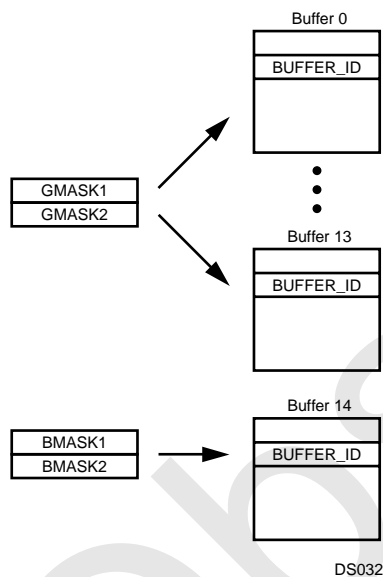 Buffer 0
BUFFER_ID
GMASK1
GMASK2
Buffer 13
BUFFER_ID
Buffer 14
BMASK1
BMASK2
BUFFER_ID
DS032